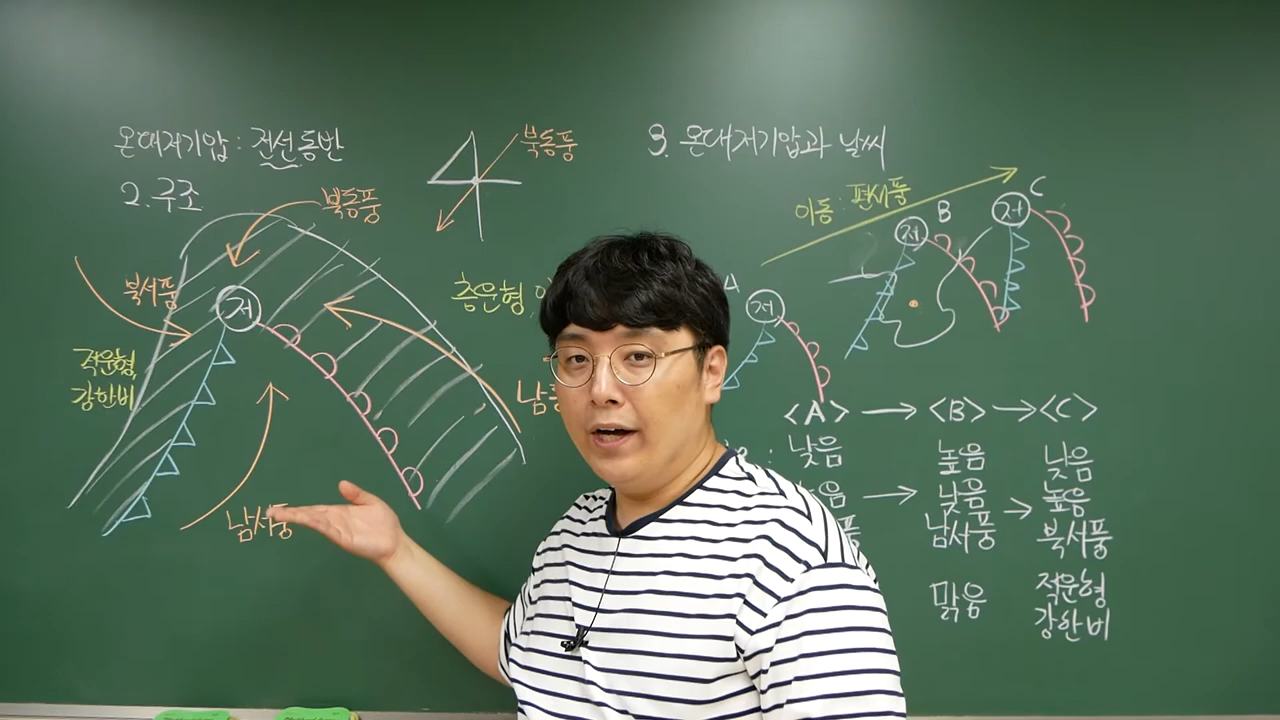 온대저기압 : 전선 동반
2. 구조
북동풍
북서풍
저
적운형
강한비
남서풍
북동풍
층운형,
3. 온대저기압과 날씨
이동 : 편서풍
A
저
B
저
C
저
<A> → <B> → <C>
낮음
높음
낮음
→ 낮음 → 높음
남서풍
북서풍
맑음
적운형
강한비